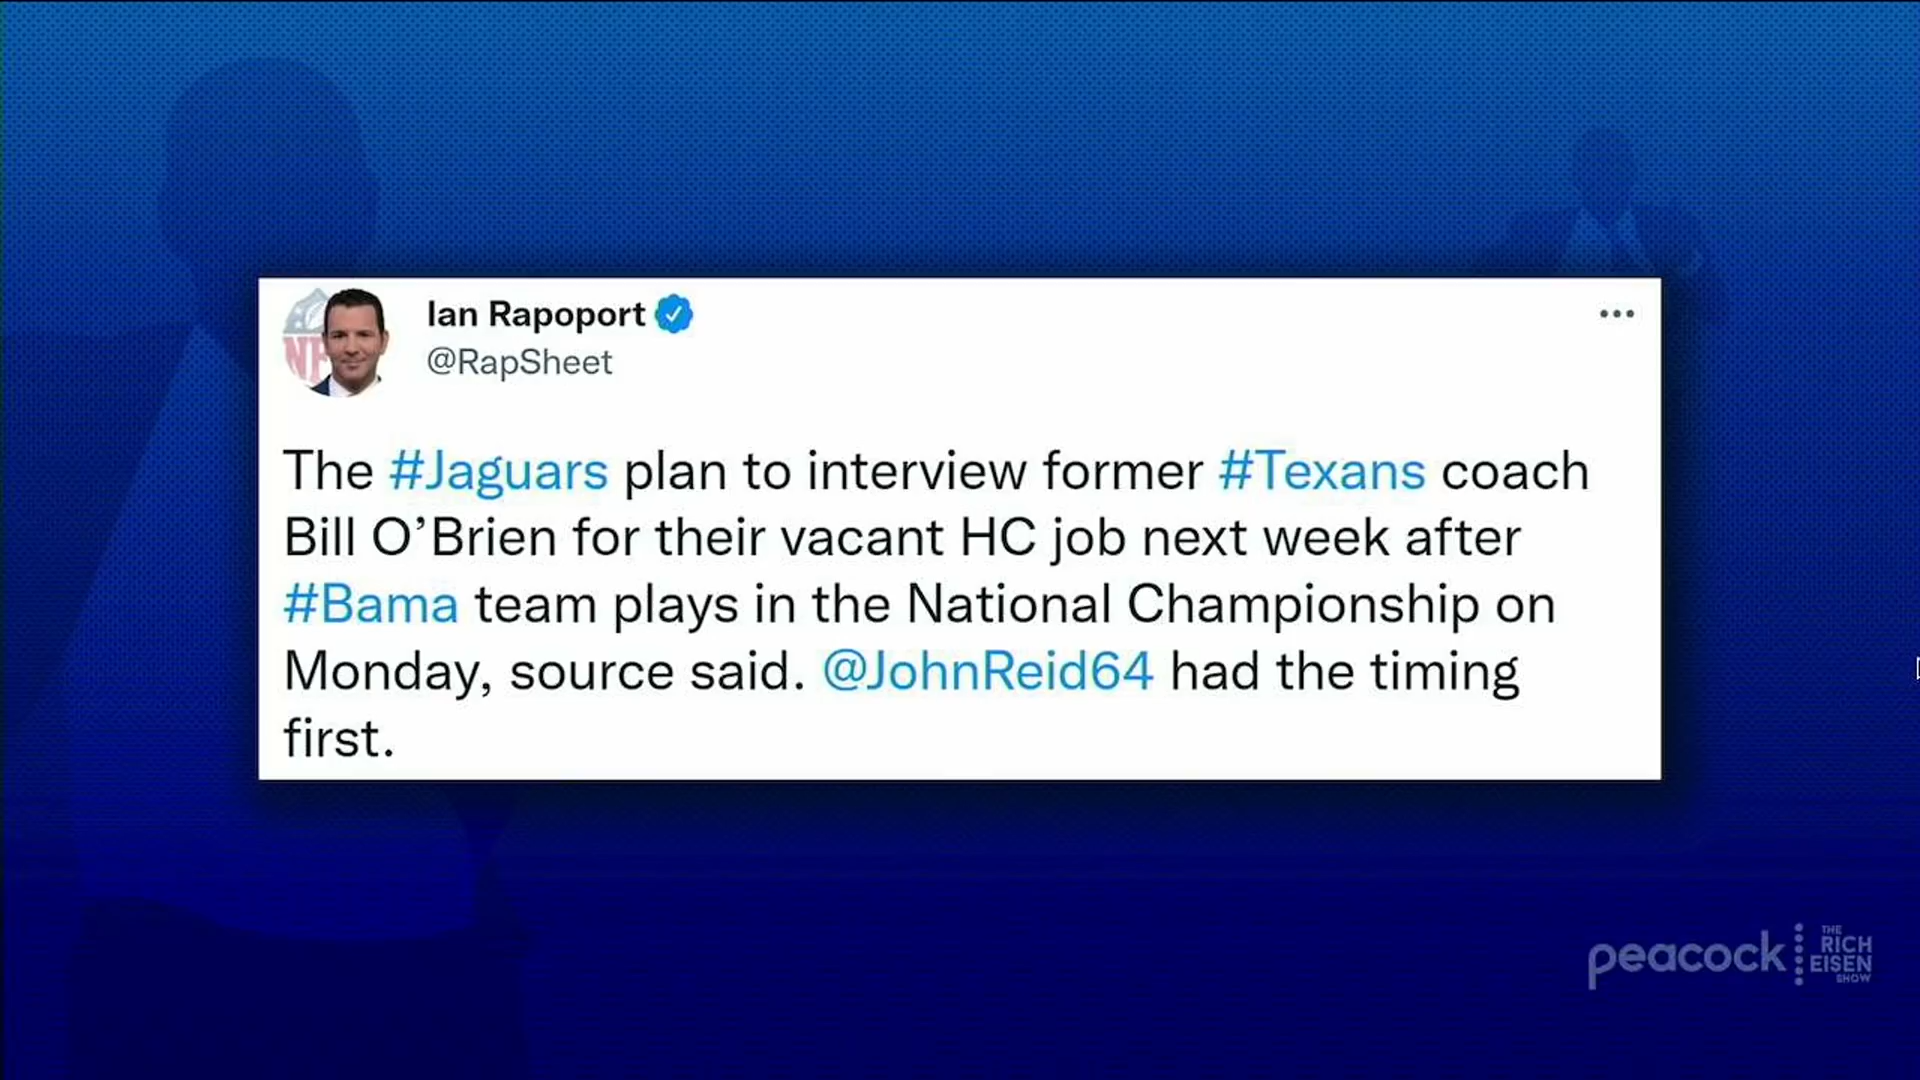 Ian Rapoport
@RapSheet
The #Jaguars plan to interview former #Texans coach
Bill O’Brien for their vacant HC job next week after
#Bama team plays in the National Championship on
Monday, source said. @JohnReid64 had the timing
first.
peacock
THE
RICH
EISEN
SHOW